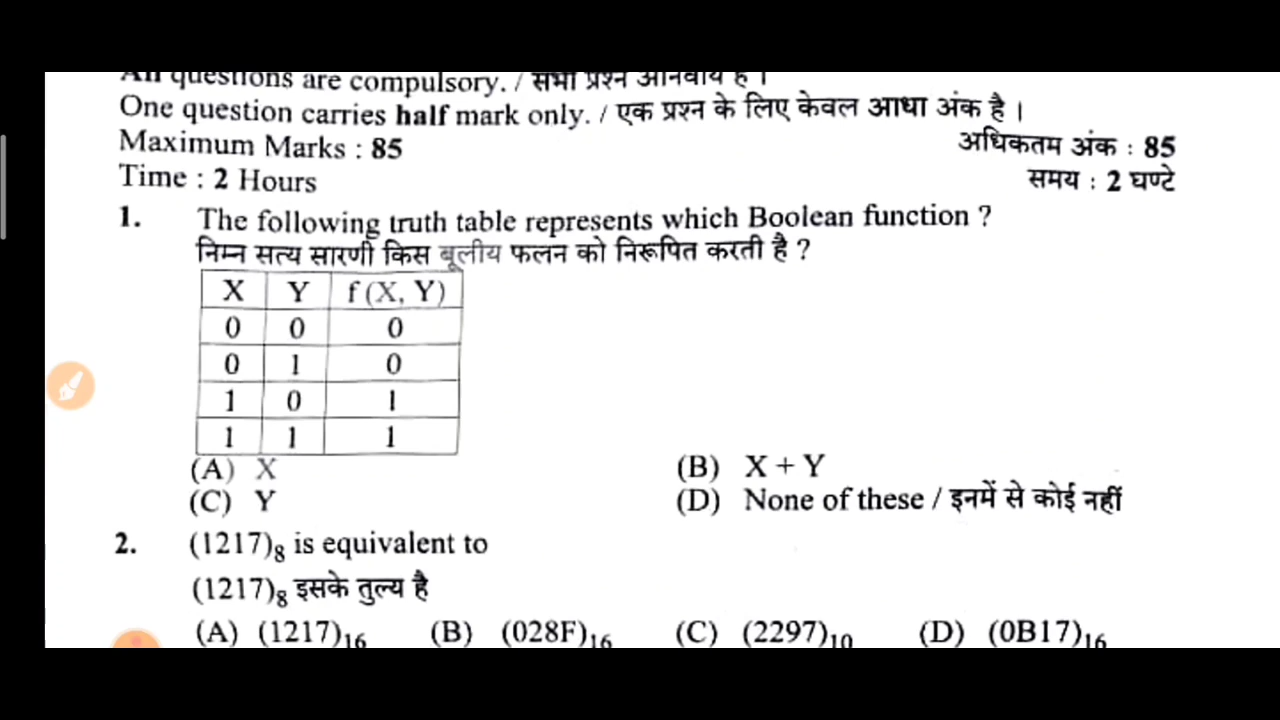 All questions are compulsory. / सभी प्रश्न अनिवार्य हैं ।
One question carries half mark only. / एक प्रश्न के लिए केवल आधा अंक है ।
Maximum Marks : 85 अधिकतम अंक : 85
Time : 2 Hours समय : 2 घण्टे
1. The following truth table represents which Boolean function ?
निम्न सत्य सारणी किस बूलीय फलन को निरूपित करती है ?
X Y f (X, Y)
0 0 0
0 1 0
1 0 1
1 1 1
(A) X (B) X + Y
(C) Y (D) None of these / इनमें से कोई नहीं
2. (1217)₈ is equivalent to
(1217)₈ इसके तुल्य है
(A) (1217)₁₆ (B) (028F)₁₆ (C) (2297)₁₀ (D) (0B17)₁₆